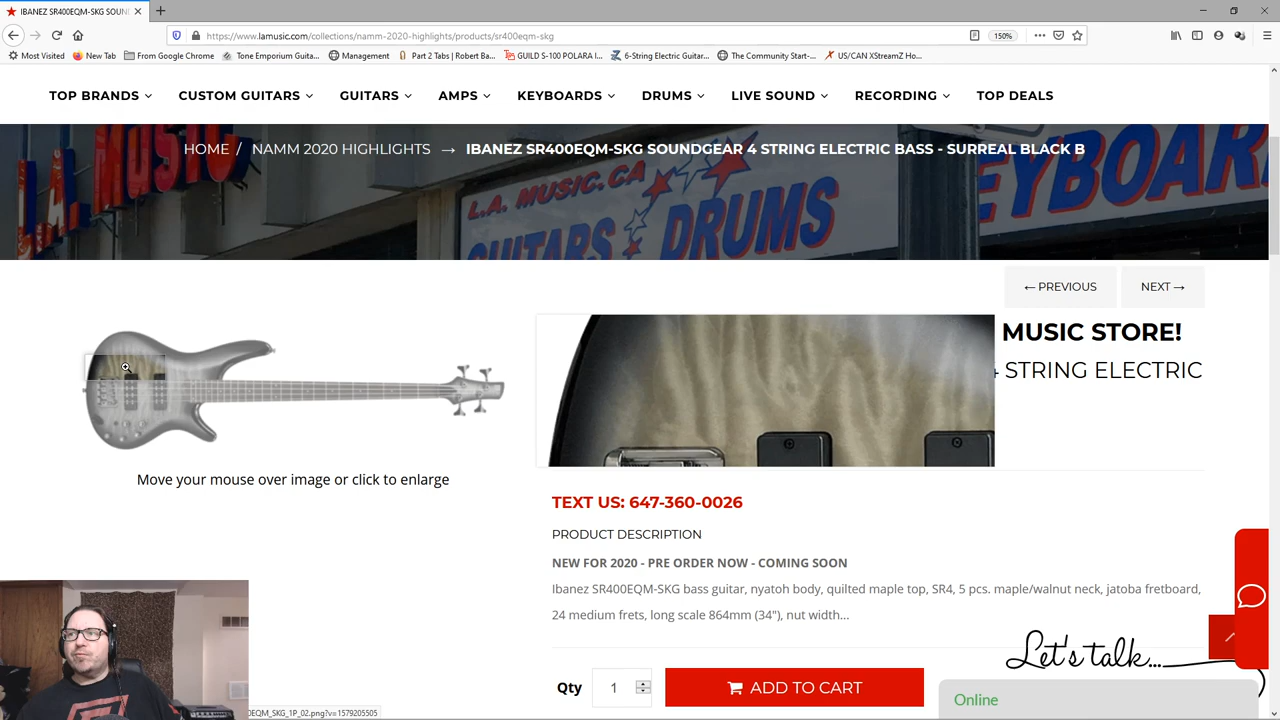 IBANEZ SR400EQM-SKG SOUN
https://www.lamusic.com/collections/namm-2020-highlights/products/sr400eqm-skg
150%
Most Visited
New Tab
From Google Chrome
Tone Emporium Guita...
Management
Part 2 Tabs | Robert Ba...
GUILD S-100 POLARA I...
6-String Electric Guitar...
The Community Start-...
US/CAN XStreamZ Ho...
TOP BRANDS
CUSTOM GUITARS
GUITARS
AMPS
KEYBOARDS
DRUMS
LIVE SOUND
RECORDING
TOP DEALS
HOME / NAMM 2020 HIGHLIGHTS → IBANEZ SR400EQM-SKG SOUNDGEAR 4 STRING ELECTRIC BASS - SURREAL BLACK B
L.A. MUSIC.CA
GUITARS DRUMS
KEYBOAR
← PREVIOUS
NEXT →
MUSIC STORE!
4 STRING ELECTRIC
Move your mouse over image or click to enlarge
TEXT US: 647-360-0026
PRODUCT DESCRIPTION
NEW FOR 2020 - PRE ORDER NOW - COMING SOON
Ibanez SR400EQM-SKG bass guitar, nyatoh body, quilted maple top, SR4, 5 pcs. maple/walnut neck, jatoba fretboard,
24 medium frets, long scale 864mm (34"), nut width...
Qty
1
ADD TO CART
Let's talk...
Online
EQM_SKG_1P_02.png?v=1579205505